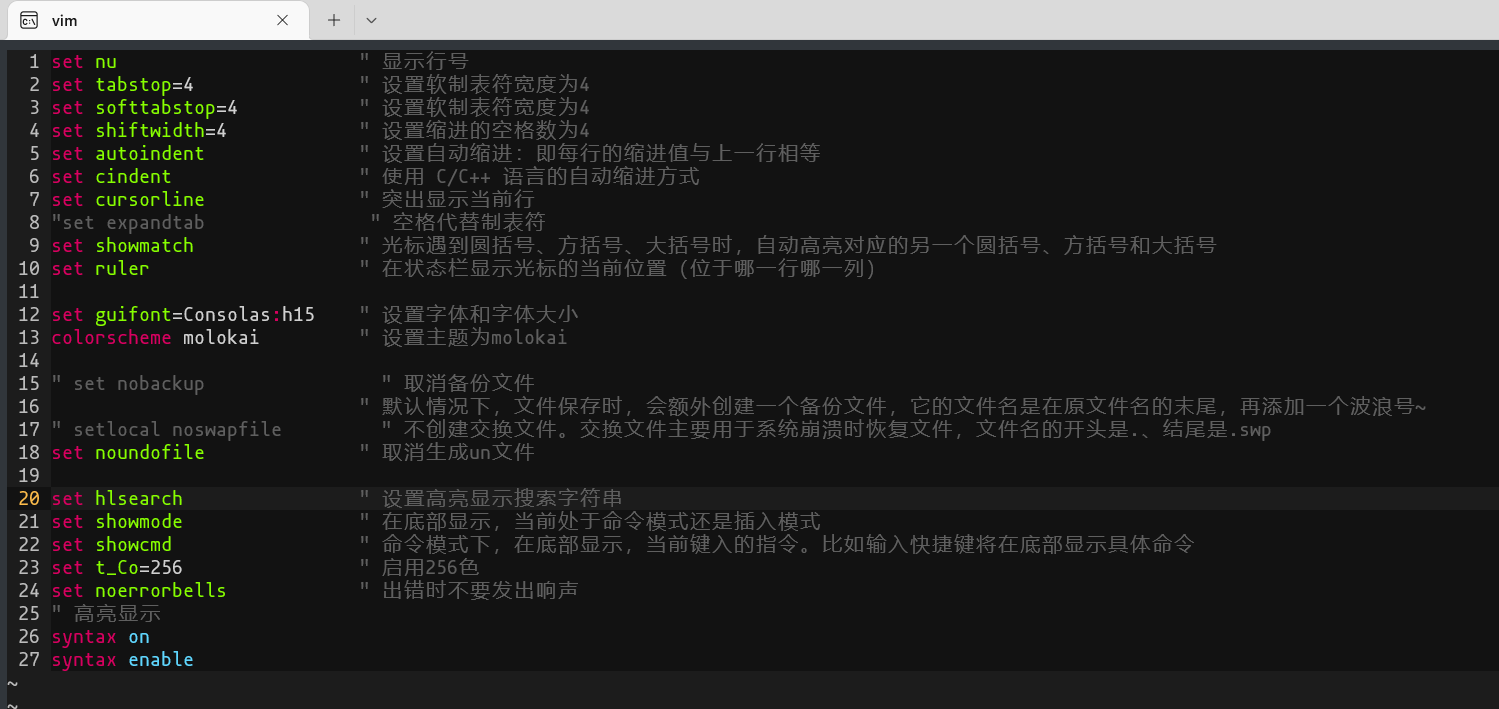 vim
1 set nu " 显示行号
2 set tabstop=4 " 设置软制表符宽度为4
3 set softtabstop=4 " 设置软制表符宽度为4
4 set shiftwidth=4 " 设置缩进的空格数为4
5 set autoindent " 设置自动缩进：即每行的缩进值与上一行相等
6 set cindent " 使用 C/C++ 语言的自动缩进方式
7 set cursorline " 突出显示当前行
8 "set expandtab " 空格代替制表符
9 set showmatch " 光标遇到圆括号、方括号、大括号时，自动高亮对应的另一个圆括号、方括号和大括号
10 set ruler " 在状态栏显示光标的当前位置（位于哪一行哪一列）
11
12 set guifont=Consolas:h15 " 设置字体和字体大小
13 colorscheme molokai " 设置主题为molokai
14
15 " set nobackup " 取消备份文件
16 " 默认情况下，文件保存时，会额外创建一个备份文件，它的文件名是在原文件名的末尾，再添加一个波浪号~
17 " setlocal noswapfile " 不创建交换文件。交换文件主要用于系统崩溃时恢复文件，文件名的开头是.、结尾是.swp
18 set noundofile " 取消生成un文件
19
20 set hlsearch " 设置高亮显示搜索字符串
21 set showmode " 在底部显示，当前处于命令模式还是插入模式
22 set showcmd " 命令模式下，在底部显示，当前键入的指令。比如输入快捷键将在底部显示具体命令
23 set t_Co=256 " 启用256色
24 set noerrorbells " 出错时不要发出响声
25 " 高亮显示
26 syntax on
27 syntax enable
~
~